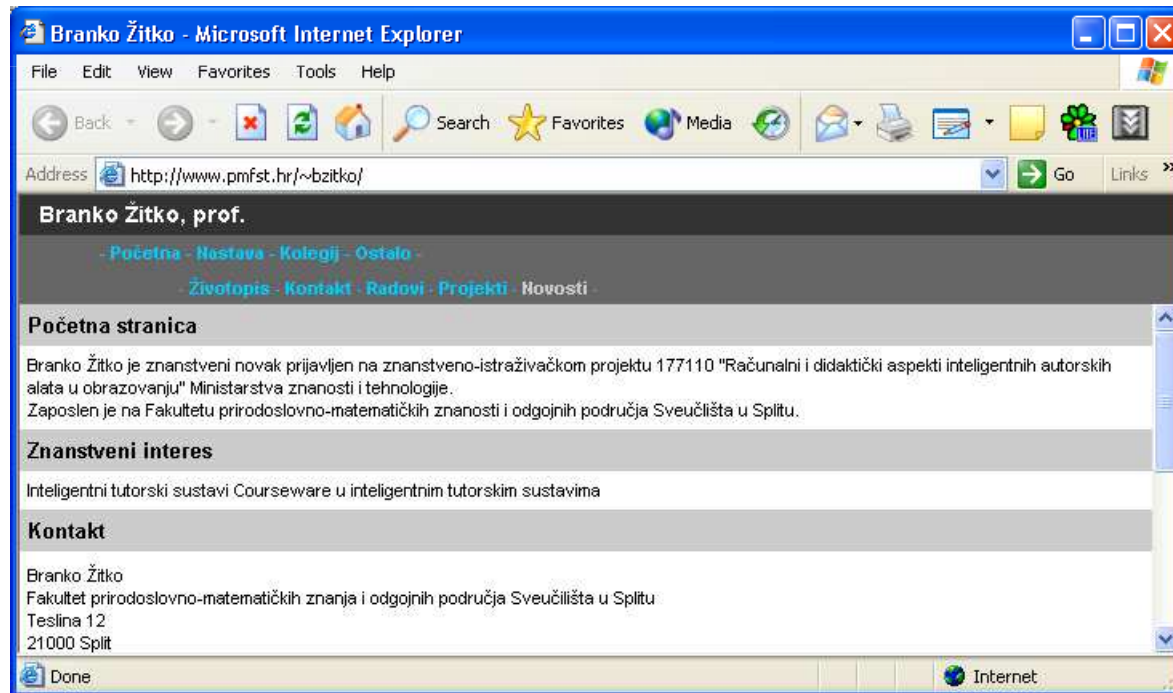 Branko Žitko - Microsoft Internet Explorer
File Edit View Favorites Tools Help
Back Search Favorites Media LITE
Address http://www.pmfst.hr/~bzitko/ Go Links »
Branko Žitko, prof.
- Početna - Nastava - Kolegij - Ostalo -
- Životopis - Kontakt - Radovi - Projekti - Novosti -
Početna stranica
Branko Žitko je znanstveni novak prijavljen na znanstveno-istraživačkom projektu 177110 "Računalni i didaktički aspekti inteligentnih autorskih
alata u obrazovanju" Ministarstva znanosti i tehnologije.
Zaposlen je na Fakultetu prirodoslovno-matematičkih znanosti i odgojnih područja Sveučlišta u Splitu.
Znanstveni interes
Inteligentni tutorski sustavi Courseware u inteligentnim tutorskim sustavima
Kontakt
Branko Žitko
Fakultet prirodoslovno-matematičkih znanja i odgojnih područja Sveučilišta u Splitu
Teslina 12
21000 Split
Done Internet